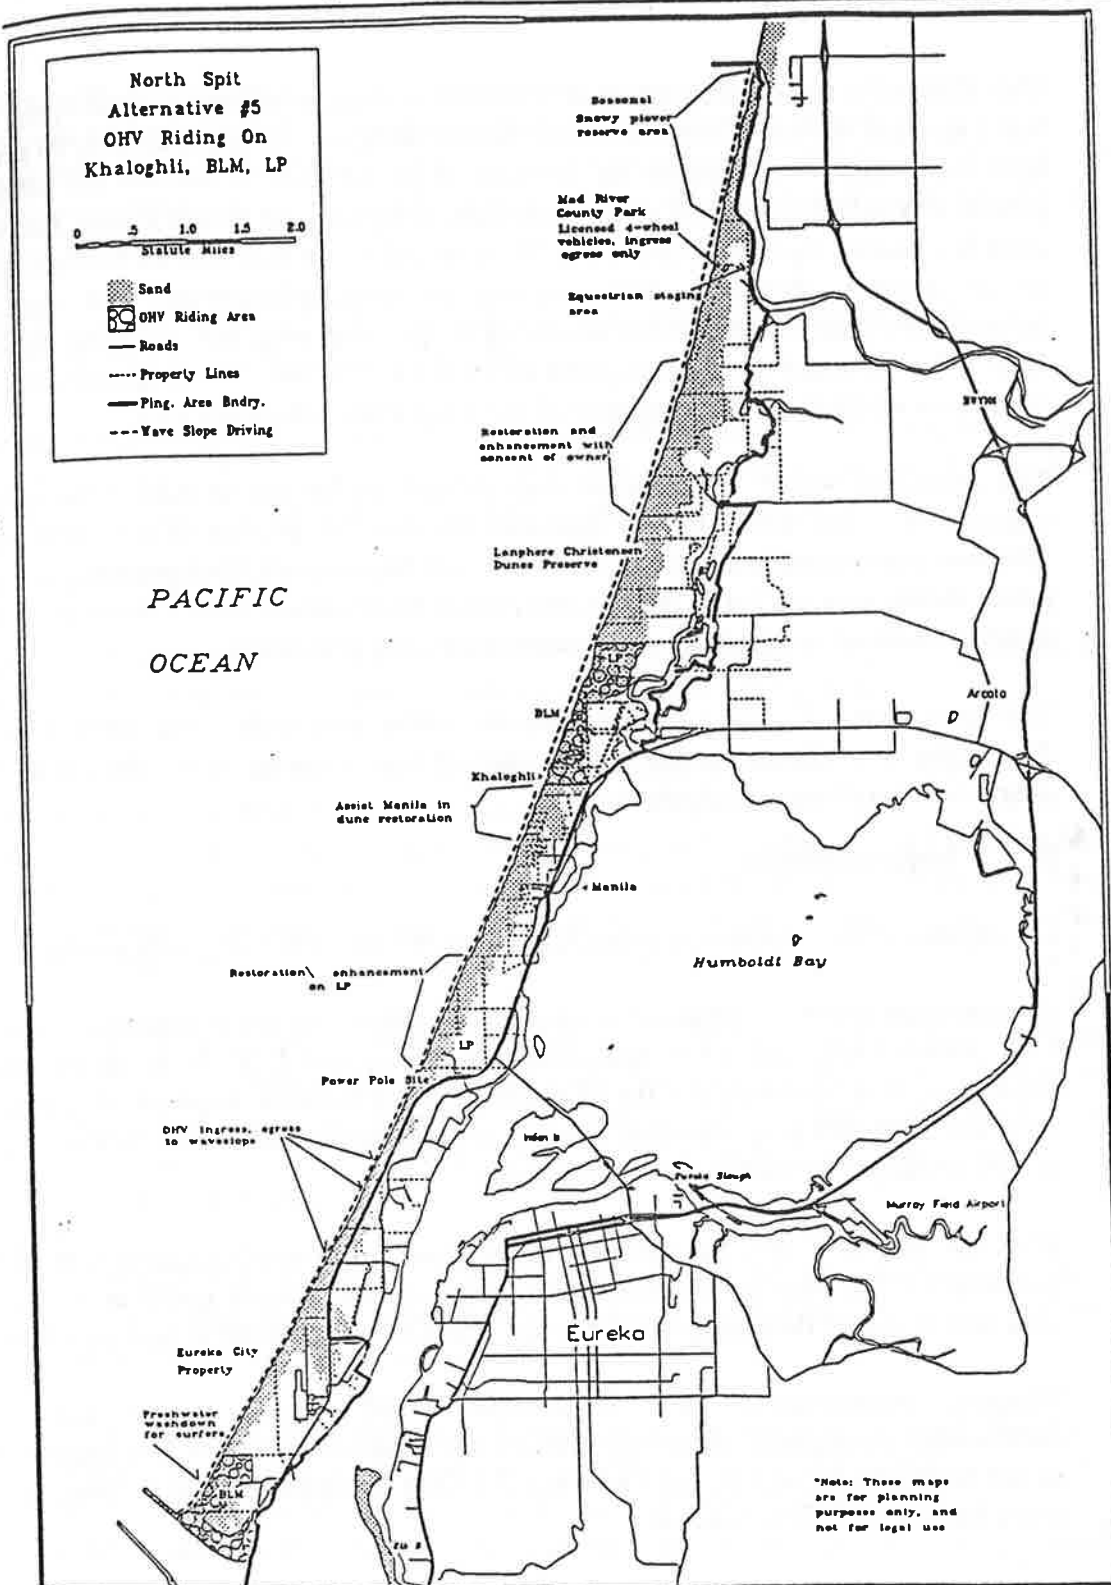 North Spit
Alternative #5
OHV Riding On
Khaloghli, BLM, LP
0 .5 1.0 1.5 2.0
Statute Miles
Sand
OHV Riding Area
Roads
Property Lines
Plng. Area Bndry.
Wave Slope Driving
Seasonal
Snowy plover
reserve area
Mad River
County Park
Licensed 4-wheel
vehicles, ingress
egress only
Equestrian staging
area
Restoration and
enhancement with
consent of owner
Lanphere Christensen
Dunes Preserve
PACIFIC
OCEAN
LP
BLM
Arcata
Khaloghli
Assist Manila in
dune restoration
Manila
Humboldt Bay
Restoration\ enhancement
on LP
LP
Power Pole Site
OHV ingress, egress
to waveslope
Indian Is
Eureka Slough
Murray Field Airport
Eureka
Eureka City
Property
Freshwater
washdown
for surfers
BLM
*Note: These maps
are for planning
purposes only, and
not for legal use